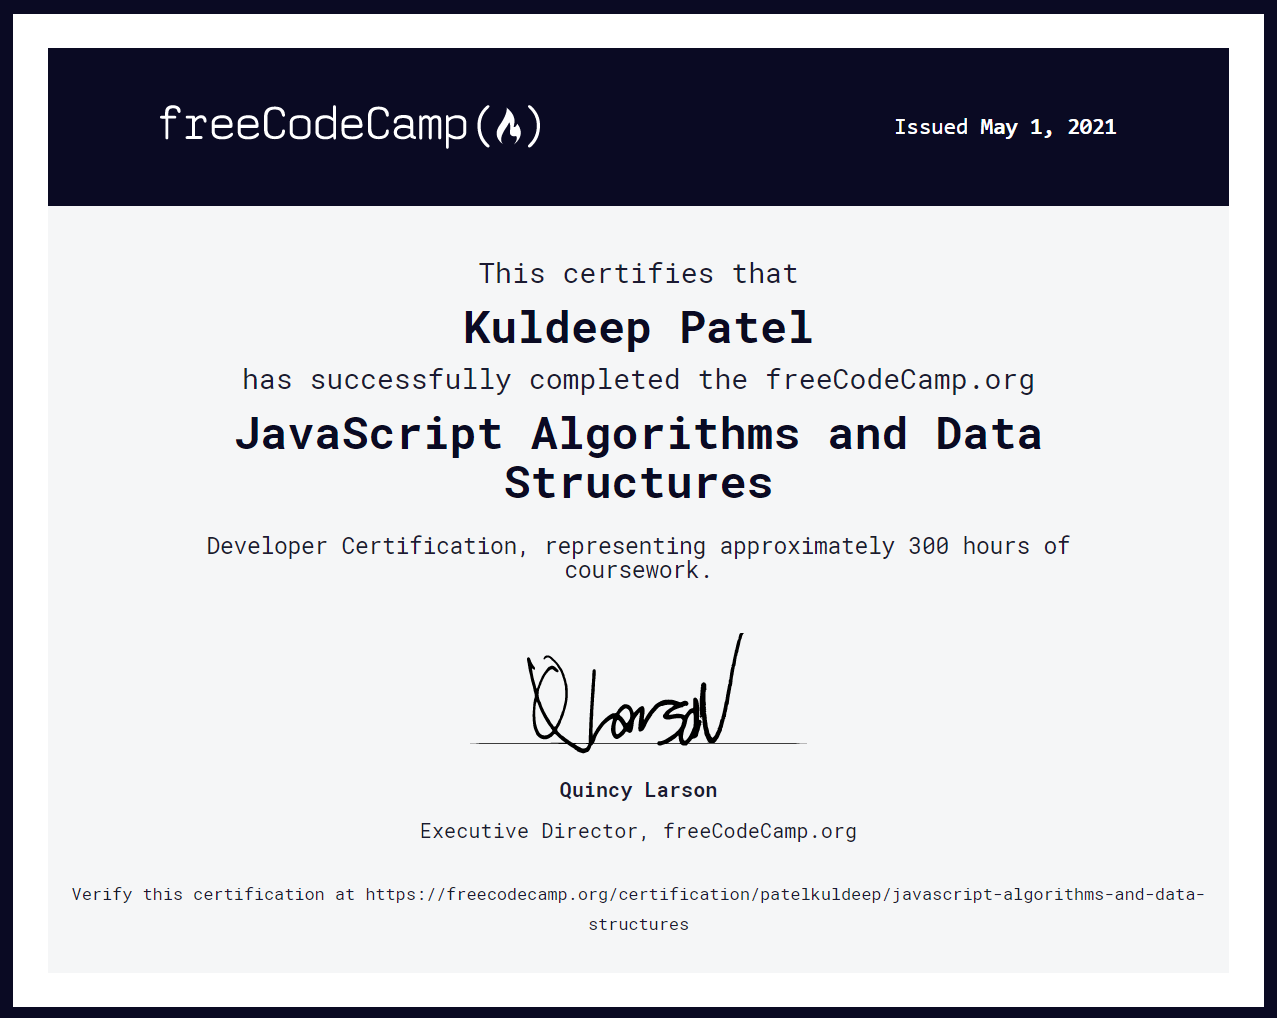 freeCodeCamp(🔥)
Issued May 1, 2021
This certifies that
Kuldeep Patel
has successfully completed the freeCodeCamp.org
JavaScript Algorithms and Data
Structures
Developer Certification, representing approximately 300 hours of
coursework.
Q Larson
Quincy Larson
Executive Director, freeCodeCamp.org
Verify this certification at https://freecodecamp.org/certification/patelkuldeep/javascript-algorithms-and-data-
structures